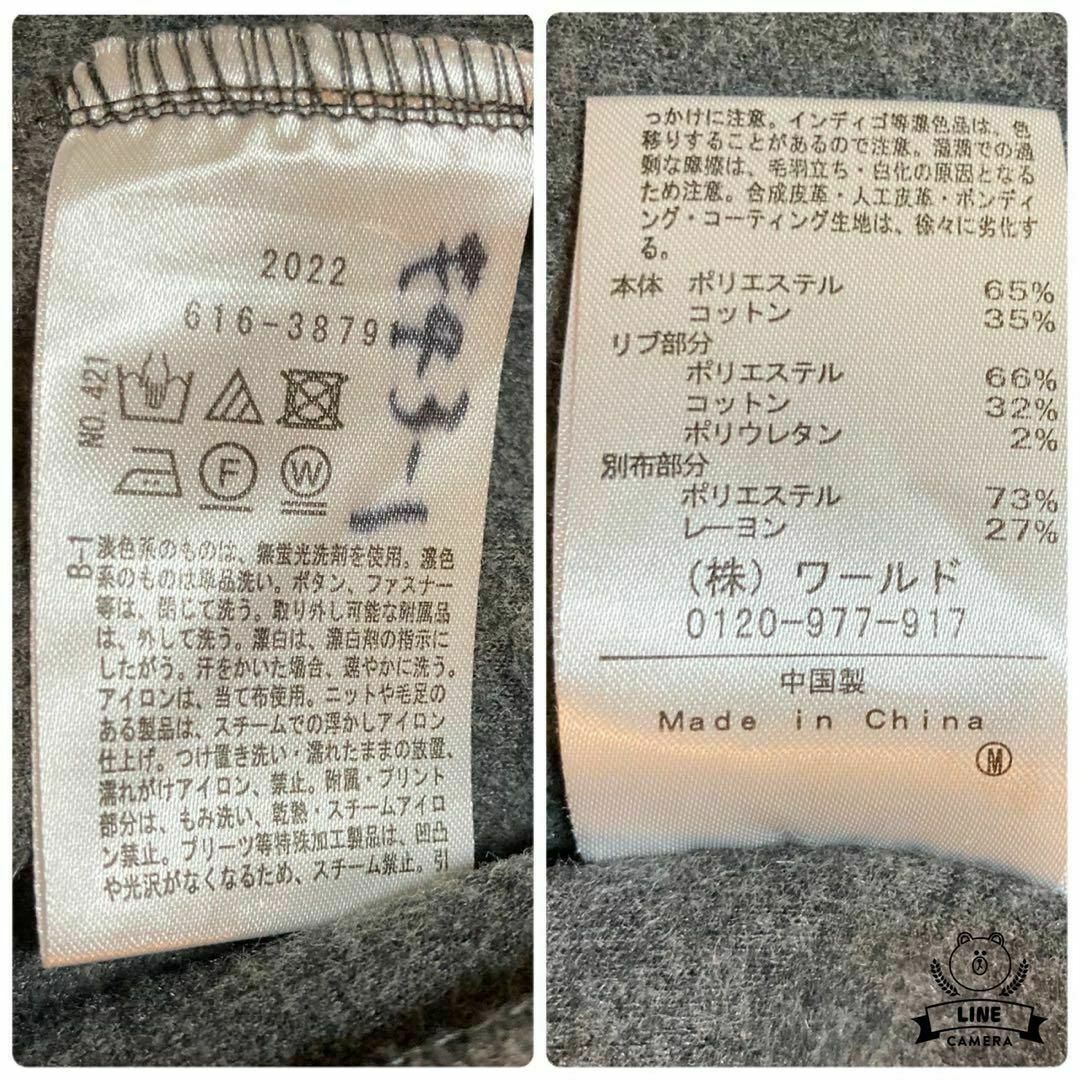 2022
616-3879
NO. 421
F
W
B-1
淡色系のものは、無蛍光洗剤を使用。濃色
系のものは単品洗い。ボタン、ファスナー
等は、閉じて洗う。取り外し可能な附属品
は、外して洗う。漂白は、漂白剤の指示に
したがう。汗をかいた場合、速やかに洗う。
アイロンは、当て布使用。ニットや毛足の
ある製品は、スチームでの浮かしアイロン
仕上げ。つけ置き洗い・濡れたままの放置、
濡れがけアイロン、禁止。附属・プリント
部分は、もみ洗い、乾熱・スチームアイロ
ン禁止。プリーツ等特殊加工製品は、凹凸
や光沢がなくなるため、スチーム禁止。引
っかけに注意。インディゴ等濃色品は、色
移りすることがあるので注意。湿潤での過
剰な摩擦は、毛羽立ち・白化の原因となる
ため注意。合成皮革・人工皮革・ボンディ
ング・コーティング生地は、徐々に劣化す
る。
本体 ポリエステル 65%
コットン 35%
リブ部分
ポリエステル 66%
コットン 32%
ポリウレタン 2%
別布部分
ポリエステル 73%
レーヨン 27%
(株) ワールド
0120-977-917
中国製
Made in China
M
LINE
CAMERA